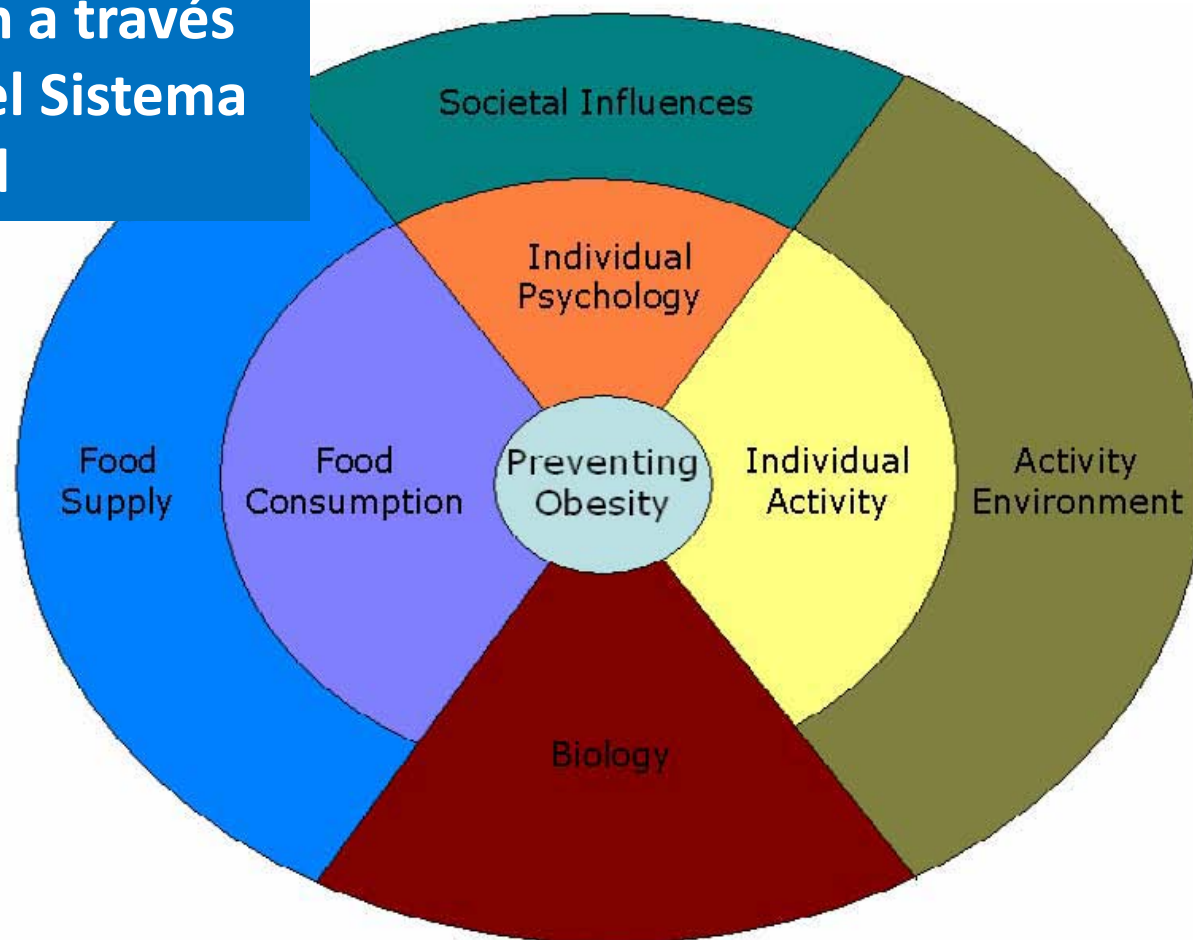 a través
el Sistema
Societal Influences
Individual
Psychology
Food
Supply
Food
Consumption
Preventing
Obesity
Individual
Activity
Activity
Environment
Biology